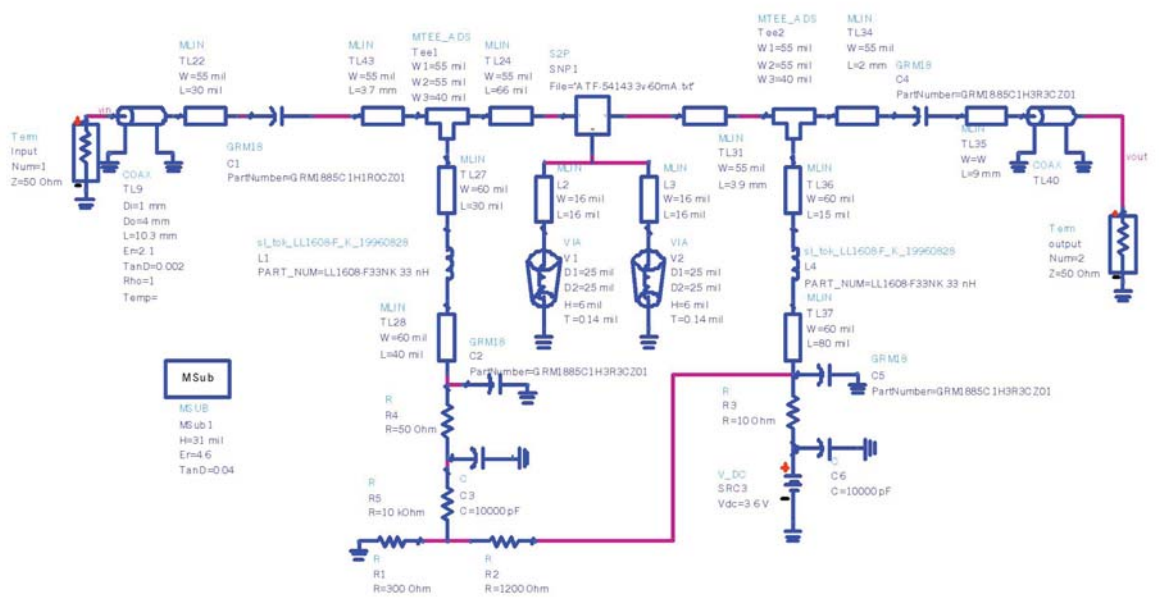 MLIN
TL22
W=55 mil
L=30 mil
MLIN
TL43
W=55 mil
L=3.7 mm
MTEE_ADS
Tee1
W1=55 mil
W2=55 mil
W3=40 mil
MLIN
TL24
W=55 mil
L=66 mil
S2P
SNP1
File="ATF-54143 3v 60mA.txt"
MTEE_ADS
Tee2
W1=55 mil
W2=55 mil
W3=40 mil
MLIN
TL34
W=55 mil
L=2 mm
GRM18
C4
PartNumber=GRM1885C1H3R3CZ01
vin
Term
Input
Num=1
Z=50 Ohm
COAX
TL9
Di=1 mm
Do=4 mm
L=10.3 mm
Er=2.1
TanD=0.002
Rho=1
Temp=
GRM18
C1
PartNumber=GRM1885C1H1R0CZ01
MLIN
TL27
W=60 mil
L=30 mil
L2
W=16 mil
L=16 mil
L3
W=16 mil
L=16 mil
MLIN
TL31
W=55 mil
L=3.9 mm
MLIN
TL36
W=60 mil
L=15 mil
MLIN
TL35
W=W
L=9 mm
COAX
TL40
vout
Term
output
Num=2
Z=50 Ohm
sl_tok_LL1608-F_K_19960828
L1
PART_NUM=LL1608-F33NK 33 nH
VIA
V1
D1=25 mil
D2=25 mil
H=6 mil
T=0.14 mil
VIA
V2
D1=25 mil
D2=25 mil
H=6 mil
T=0.14 mil
sl_tok_LL1608-F_K_19960828
L4
PART_NUM=LL1608-F33NK 33 nH
MLIN
TL28
W=60 mil
L=40 mil
MLIN
TL37
W=60 mil
L=80 mil
GRM18
C2
PartNumber=GRM1885C1H3R3CZ01
GRM18
C5
PartNumber=GRM1885C1H3R3CZ01
MSub
MSUB
MSub1
H=31 mil
Er=4.6
TanD=0.04
R
R4
R=50 Ohm
R
R3
R=10 Ohm
C
C3
C=10000 pF
R
R5
R=10 kOhm
V_DC
SRC3
Vdc=3.6 V
C
C6
C=10000 pF
R
R1
R=300 Ohm
R
R2
R=1200 Ohm